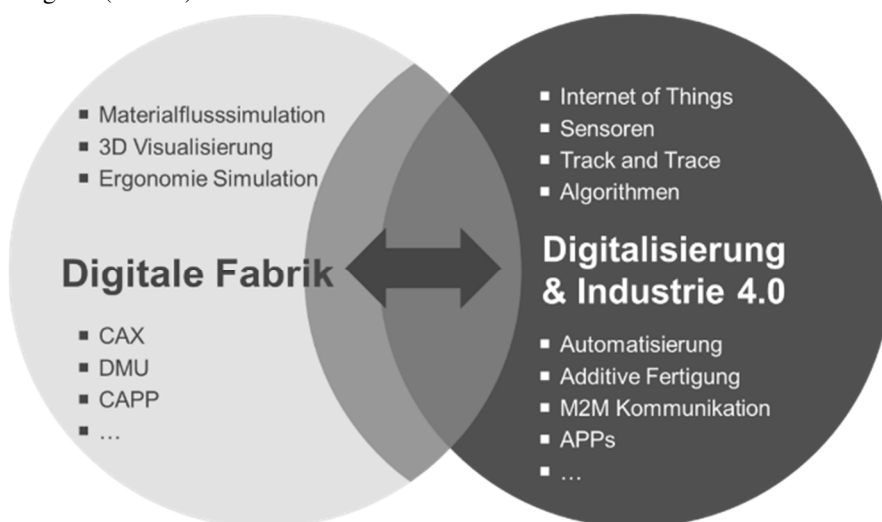 ▪ Materialflusssimulation
▪ 3D Visualisierung
▪ Ergonomie Simulation
Digitale Fabrik
▪ CAX
▪ DMU
▪ CAPP
▪ ...
▪ Internet of Things
▪ Sensoren
▪ Track and Trace
▪ Algorithmen
Digitalisierung
& Industrie 4.0
▪ Automatisierung
▪ Additive Fertigung
▪ M2M Kommunikation
▪ APPs
▪ ...